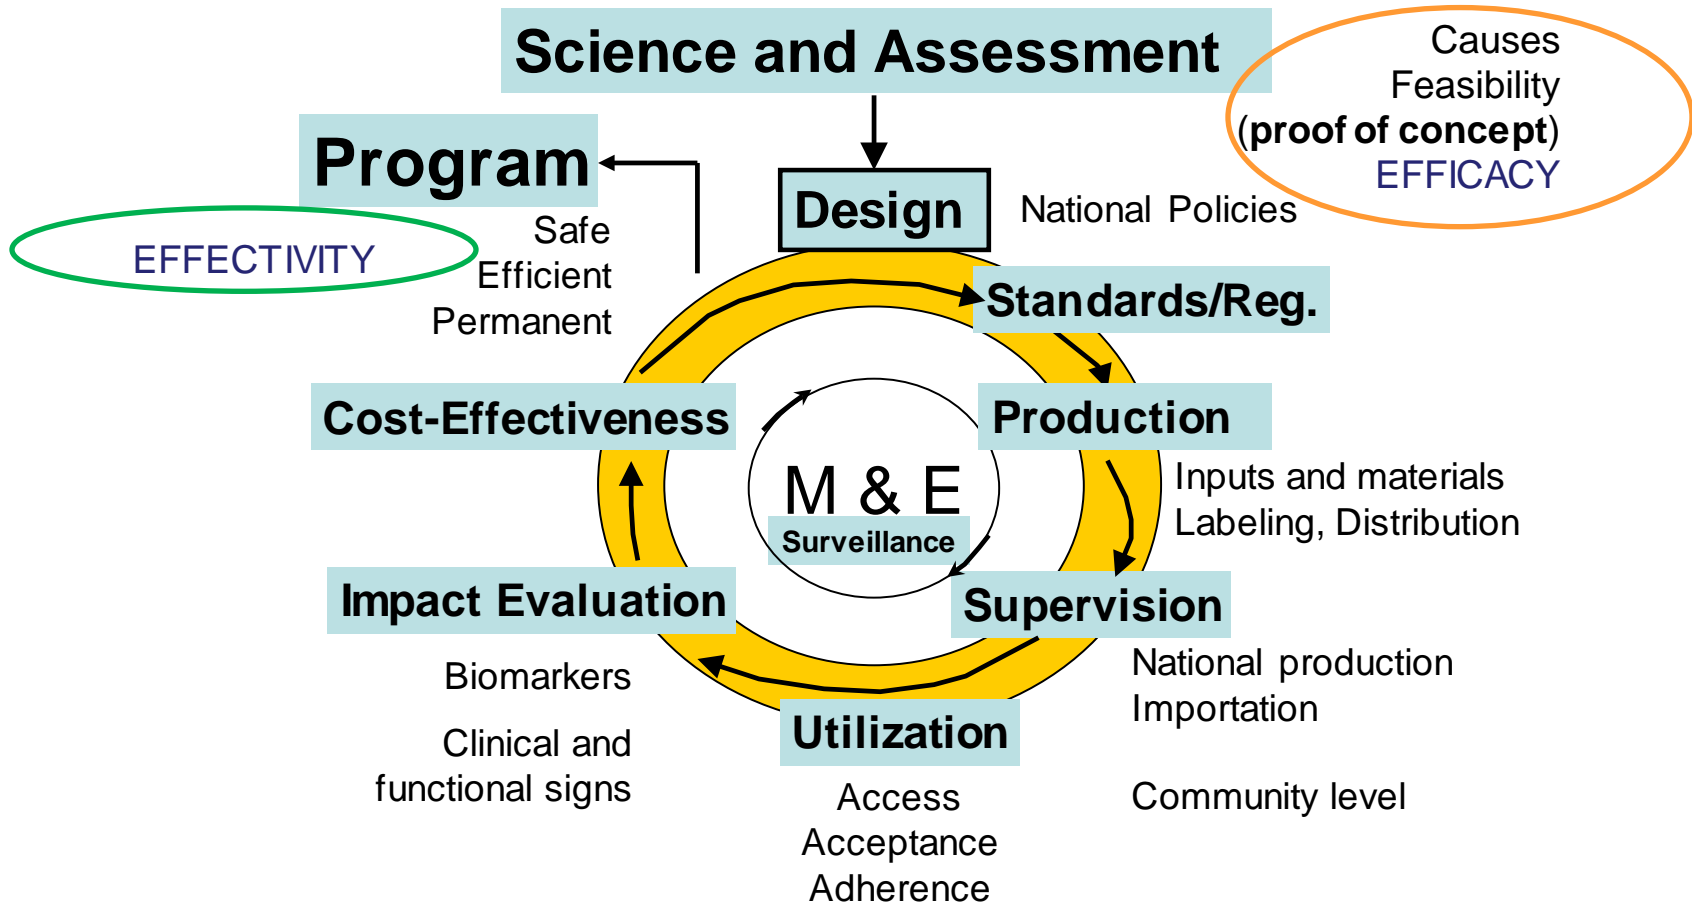 Science and Assessment
Causes
Feasibility
(proof of concept)
EFFICACY
Program
Design
National Policies
EFFECTIVITY
Safe
Efficient
Permanent
Standards/Reg.
Cost-Effectiveness
Production
M & E
Surveillance
Inputs and materials
Labeling, Distribution
Impact Evaluation
Supervision
Biomarkers
Clinical and
functional signs
National production
Importation
Community level
Utilization
Access
Acceptance
Adherence